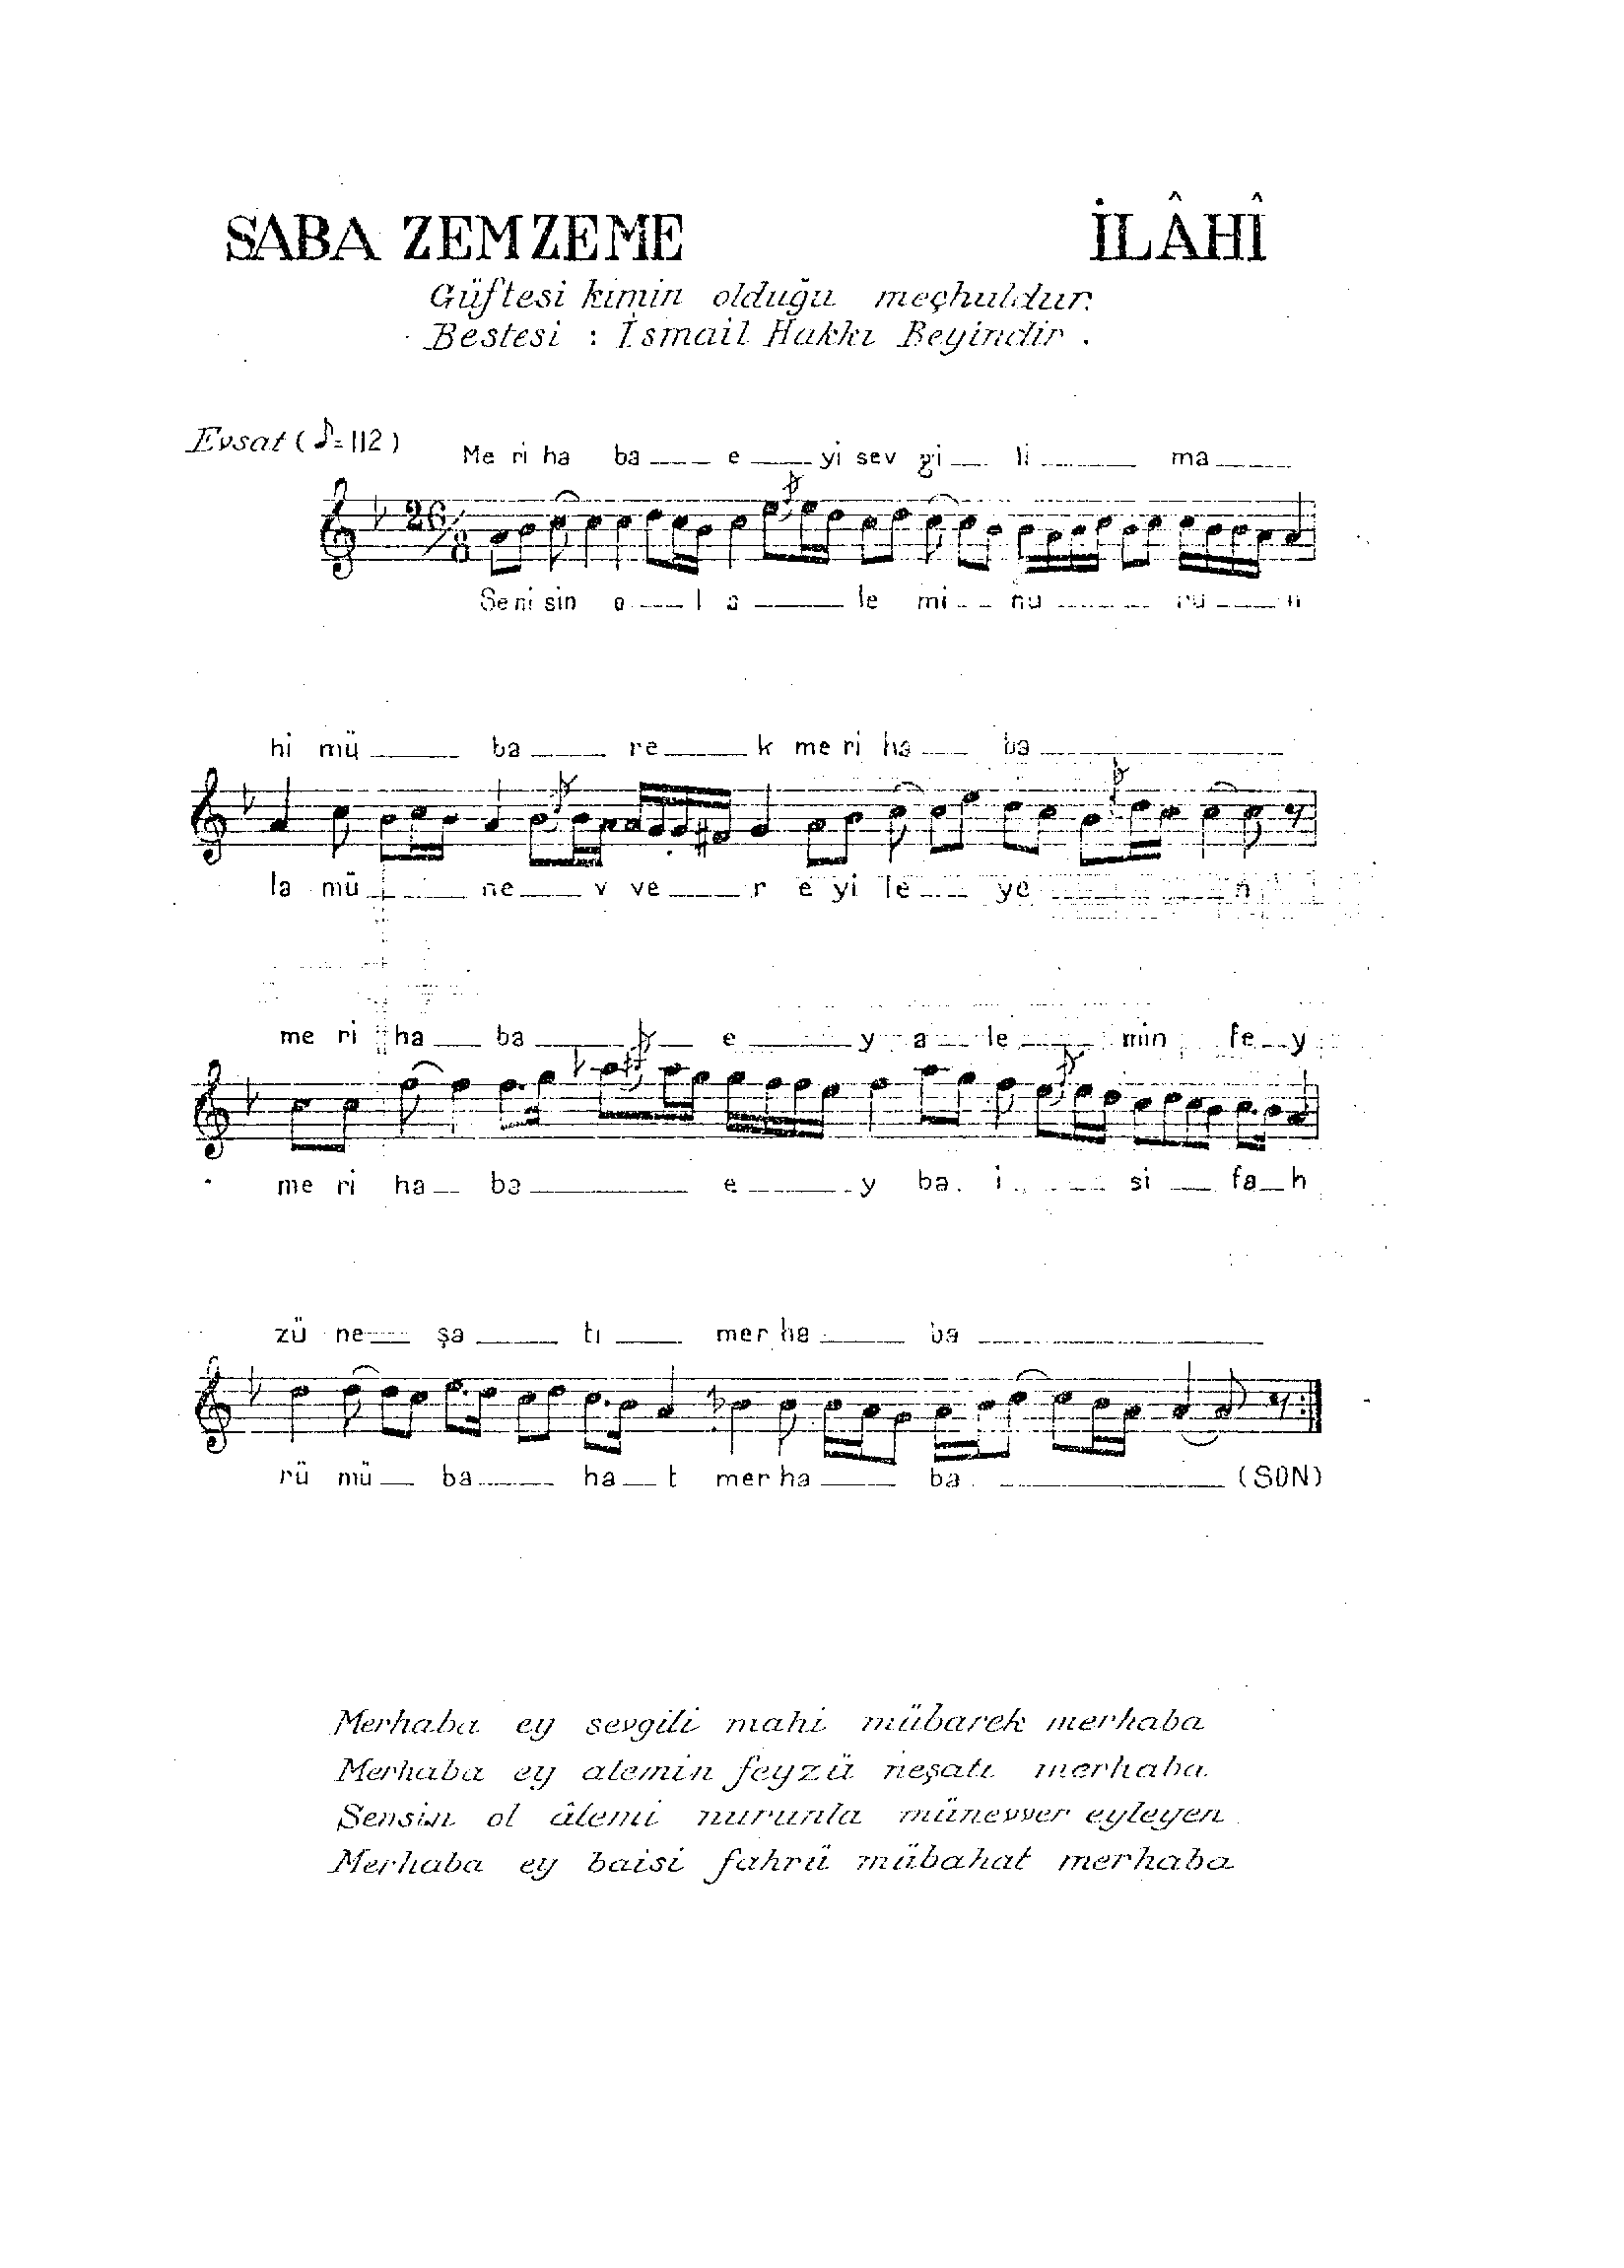 SABA ZEMZEME İLÂHÎ
Güftesi kimin olduğu meçhuldur.
Bestesi : İsmail Hakkı Beyindir .
Evsat (♪=112)
Me ri ha ba e yi sev gi li ma
26/8
Se ni sin o l a le mi nu ru n
hi mü ba re k me ri ha ba
la mü ne v ve r e yi le ye n
me ri ha ba e y a le min fe y
me ri ha ba e y ba i si fa h
zü ne şa tı mer ha ba
rü mü ba ha t mer ha ba (SON)
Merhaba ey sevgili mahi mübarek merhaba
Merhaba ey alemin feyzü neşatı merhaba
Sensin ol âlemi nurunla münevver eyleyen
Merhaba ey baisi fahrü mübahat merhaba